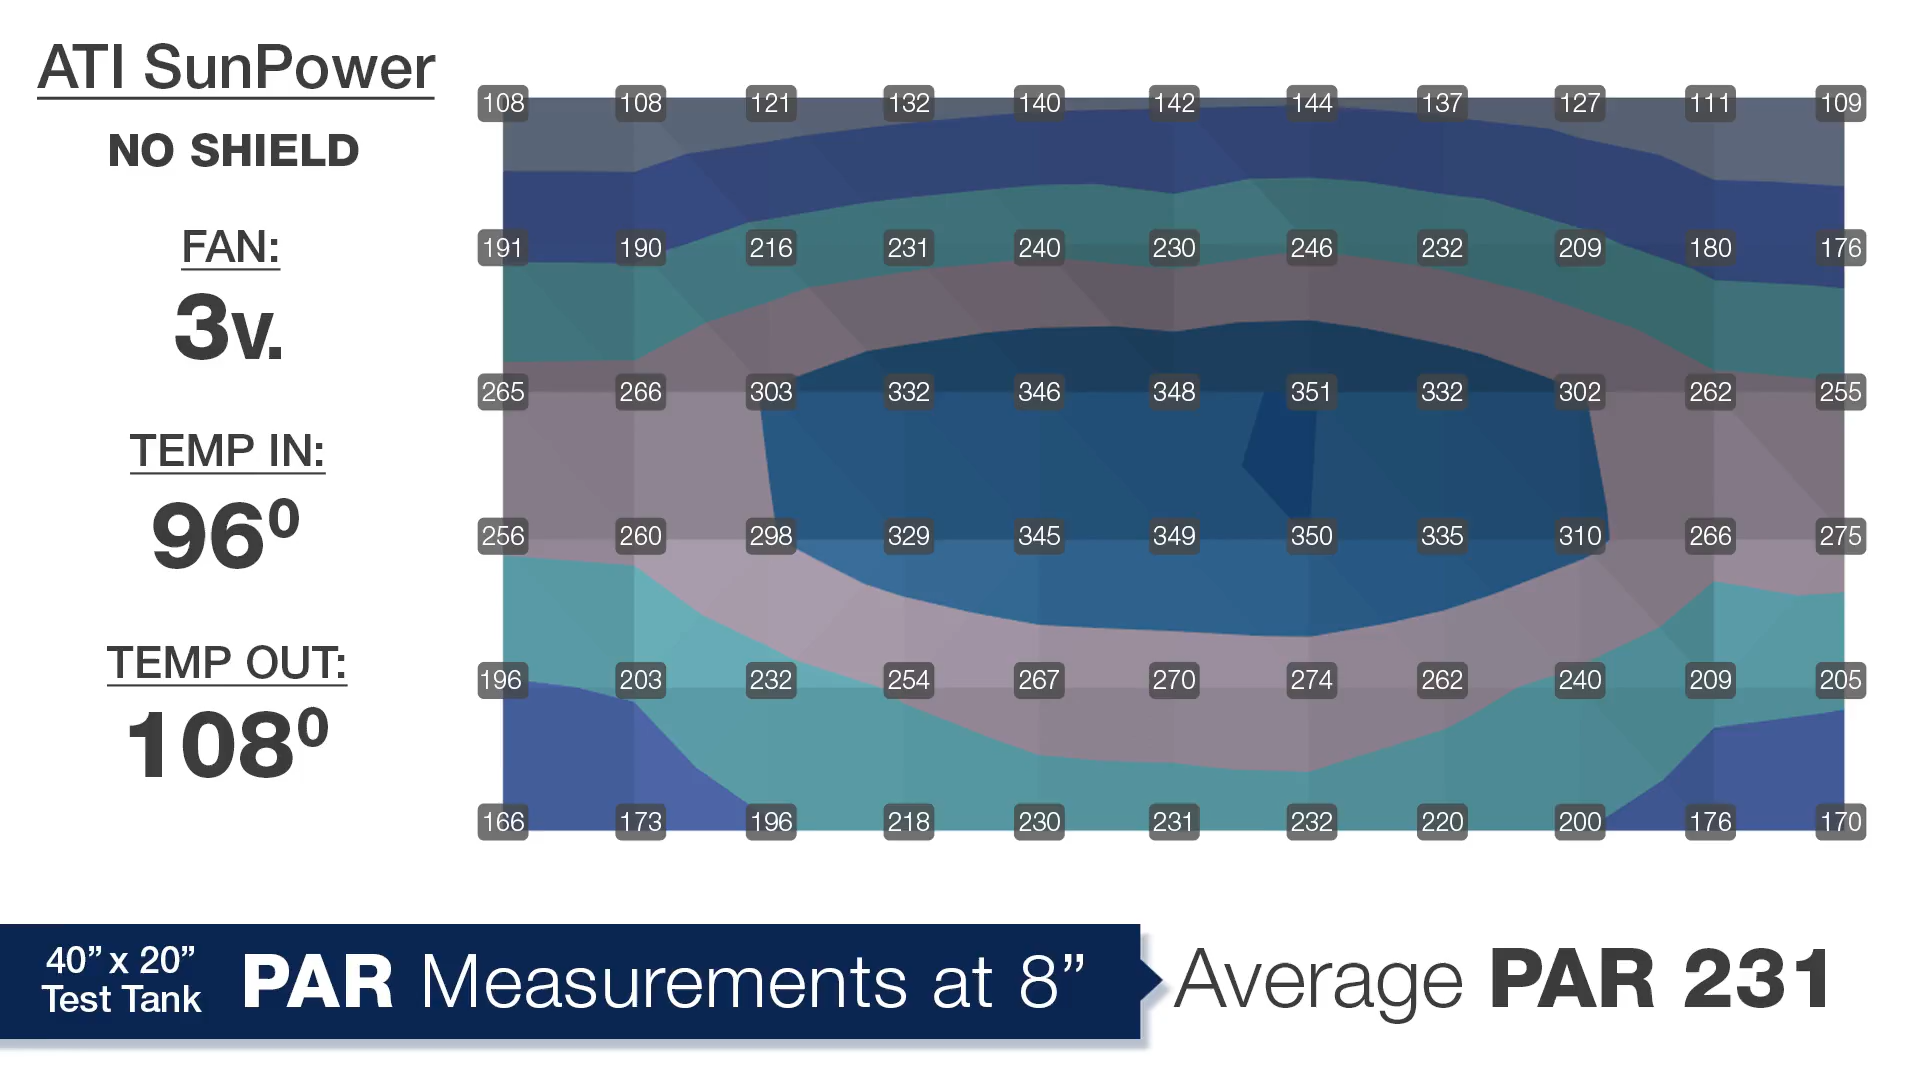 ATI SunPower
NO SHIELD
FAN:
3v.
TEMP IN:
96⁰
TEMP OUT:
108⁰
108 108 121 132 140 142 144 137 127 111 109
191 190 216 231 240 230 246 232 209 180 176
265 266 303 332 346 348 351 332 302 262 255
256 260 298 329 345 349 350 335 310 266 275
196 203 232 254 267 270 274 262 240 209 205
166 173 196 218 230 231 232 220 200 176 170
40” x 20”
Test Tank
PAR Measurements at 8”
Average PAR 231